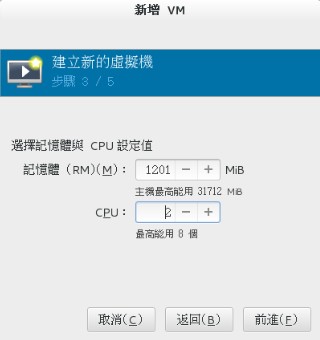 新增 VM
建立新的虛擬機
步驟 3 / 5
選擇記憶體與 CPU 設定值
記憶體 (RM)(M): 1201 − + MiB
主機最高能用 31712 MiB
CPU: 2 − +
最高能用 8 個
取消(C) 返回(B) 前進(F)